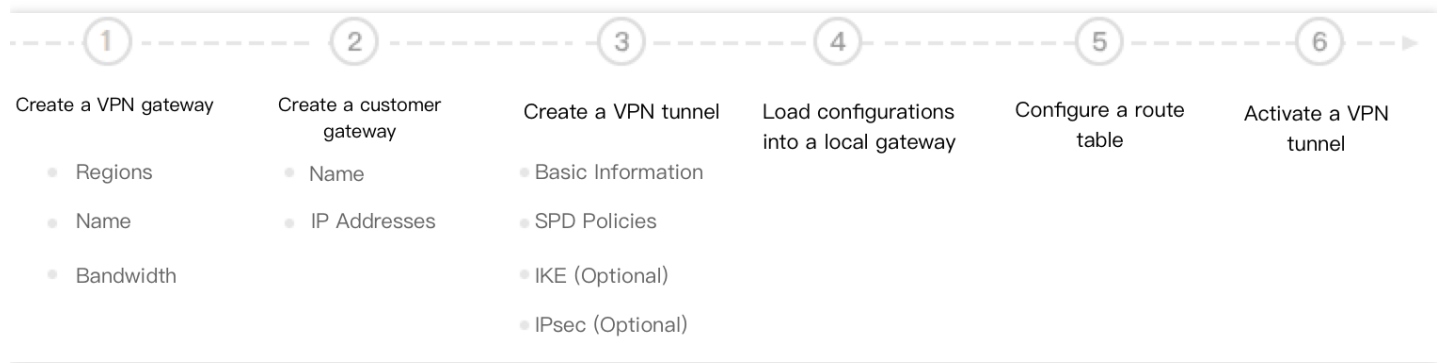 1
2
3
4
5
6
Create a VPN gateway
Regions
Name
Bandwidth
Create a customer
gateway
Name
IP Addresses
Create a VPN tunnel
Basic Information
SPD Policies
IKE (Optional)
IPsec (Optional)
Load configurations
into a local gateway
Configure a route
table
Activate a VPN
tunnel